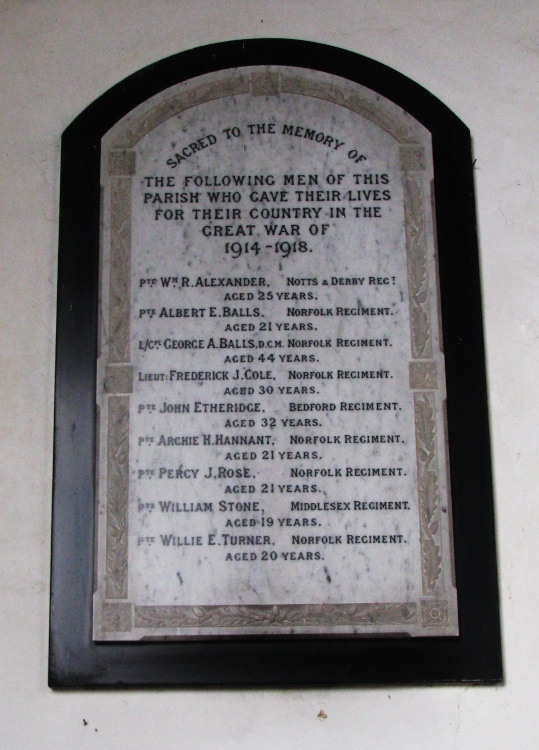 SACRED TO THE MEMORY OF
THE FOLLOWING MEN OF THIS
PARISH WHO GAVE THEIR LIVES
FOR THEIR COUNTRY IN THE
GREAT WAR OF
1914-1918.
PTE WM R. ALEXANDER, NOTTS & DERBY REGT
AGED 25 YEARS.
PTE ALBERT E. BALLS, NORFOLK REGIMENT.
AGED 21 YEARS.
L/CPL GEORGE A. BALLS, D.C.M. NORFOLK REGIMENT.
AGED 44 YEARS.
LIEUT: FREDERICK J. COLE, NORFOLK REGIMENT.
AGED 30 YEARS.
PTE JOHN ETHERIDGE, BEDFORD REGIMENT.
AGED 32 YEARS.
PTE ARCHIE H. HANNANT, NORFOLK REGIMENT.
AGED 21 YEARS.
PTE PERCY J. ROSE, NORFOLK REGIMENT.
AGED 21 YEARS.
PTE WILLIAM STONE, MIDDLESEX REGIMENT.
AGED 19 YEARS.
PTE WILLIE E. TURNER, NORFOLK REGIMENT.
AGED 20 YEARS.